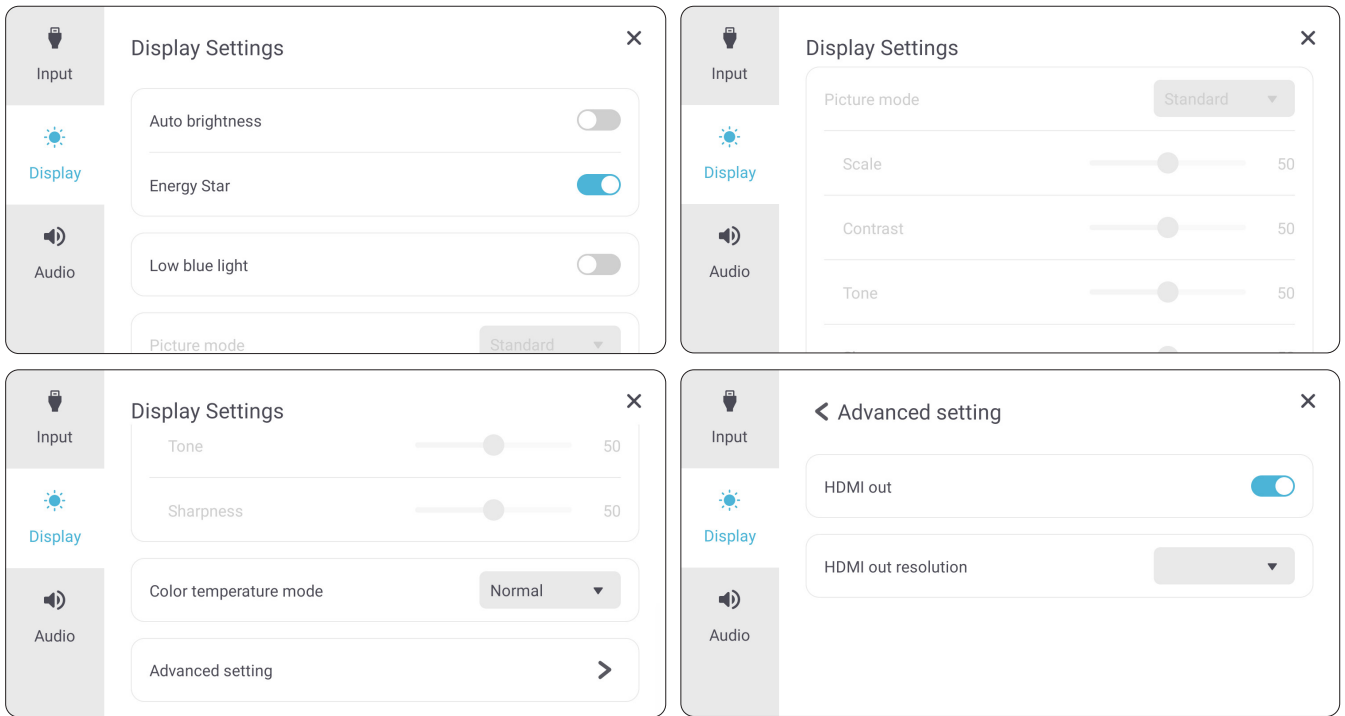 Input
Display
Audio
Display Settings
Auto brightness
Energy Star
Low blue light
Picture mode Standard
Input
Display
Audio
Display Settings
Picture mode Standard
Scale 50
Contrast 50
Tone 50
Input
Display
Audio
Display Settings
Tone 50
Sharpness 50
Color temperature mode Normal
Advanced setting
Input
Display
Audio
Advanced setting
HDMI out
HDMI out resolution